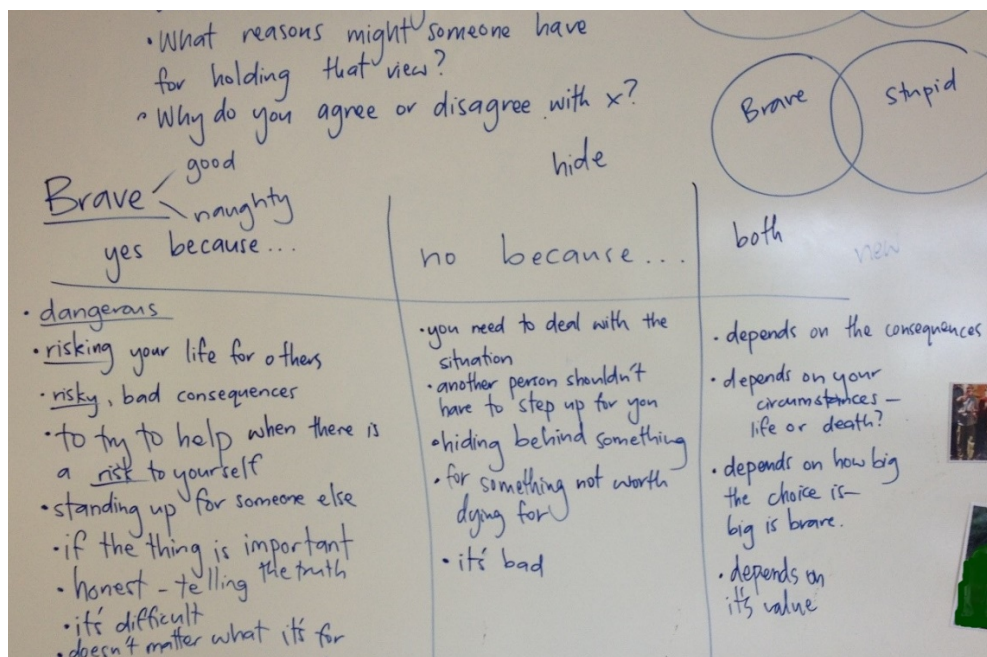 · What reasons might someone have
for holding that view?
· Why do you agree or disagree with x?
Brave
Stupid
hide
Brave
good
naughty
yes because...
· dangerous
· risking your life for others
· risky, bad consequences
· to try to help when there is
a risk to yourself
· standing up for someone else
· if the thing is important
· honest - telling the truth
· it's difficult
· doesn't matter what it's for
no because...
· you need to deal with the
situation
· another person shouldn't
have to step up for you
· hiding behind something
· for something not worth
dying for
· it's bad
both
new
· depends on the consequences
· depends on your
circumstances -
life or death?
· depends on how big
the choice is -
big is brave.
· depends on
it's value